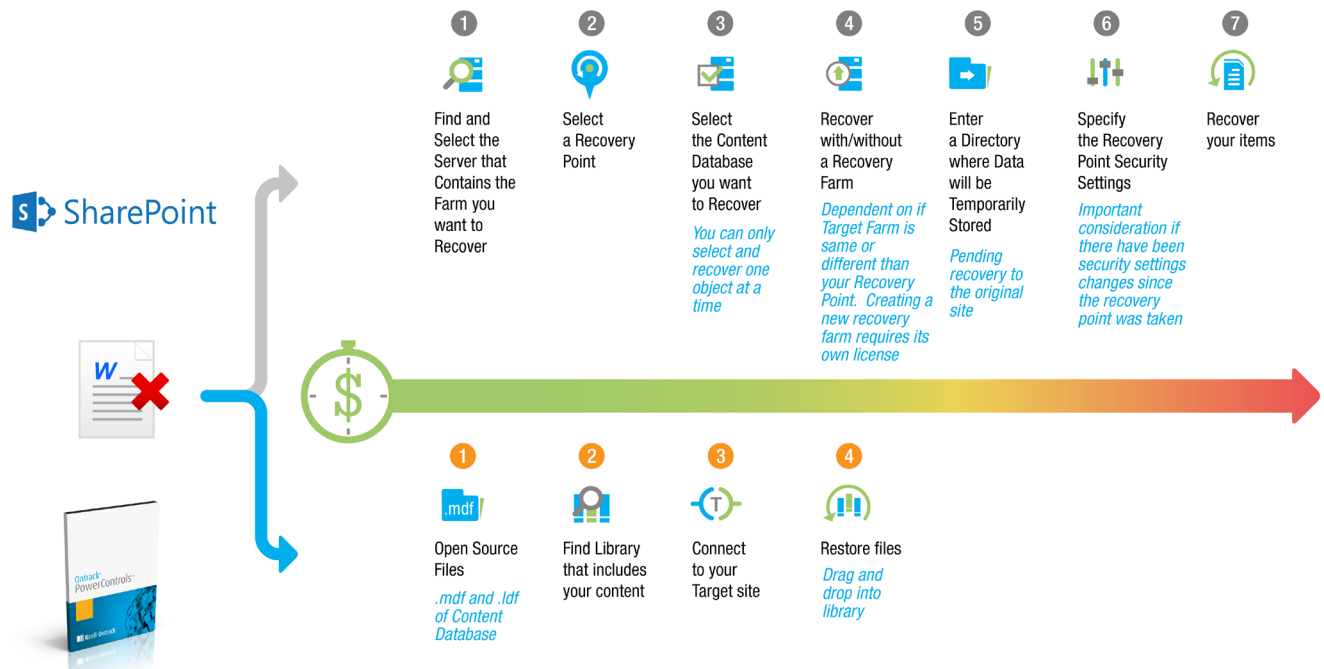 1
2
3
4
5
6
7
Find and
Select the
Server that
Contains the
Farm you
want to
Recover
Select
a Recovery
Point
Select
the Content
Database
you want
to Recover
You can only
select and
recover one
object at a
time
Recover
with/without
a Recovery
Farm
Dependent on if
Target Farm is
same or
different than
your Recovery
Point. Creating a
new recovery
farm requires its
own license
Enter
a Directory
where Data
will be
Temporarily
Stored
Pending
recovery to
the original
site
Specify
the Recovery
Point Security
Settings
Important
consideration if
there have been
security settings
changes since
the recovery
point was taken
Recover
your items
S
SharePoint
W
$
1
2
3
4
.mdf
T
Open Source
Files
.mdf and .ldf
of Content
Database
Find Library
that includes
your content
Connect
to your
Target site
Restore files
Drag and
drop into
library
Ontrack®
PowerControls™
Kroll Ontrack